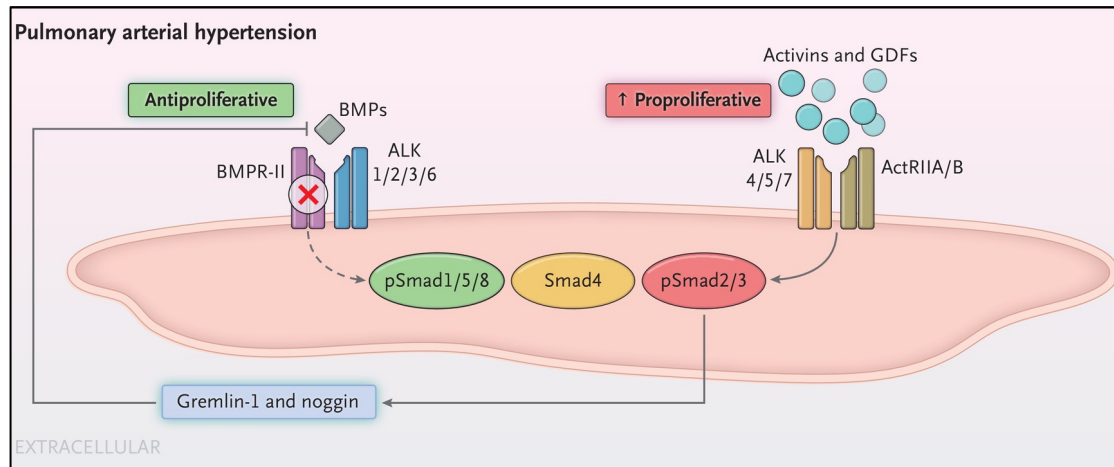 Pulmonary arterial hypertension
Antiproliferative
BMPs
BMPR-II
ALK
1/2/3/6
↑ Proproliferative
Activins and GDFs
ALK
4/5/7
ActRIIA/B
pSmad1/5/8
Smad4
pSmad2/3
Gremlin-1 and noggin
EXTRACELLULAR